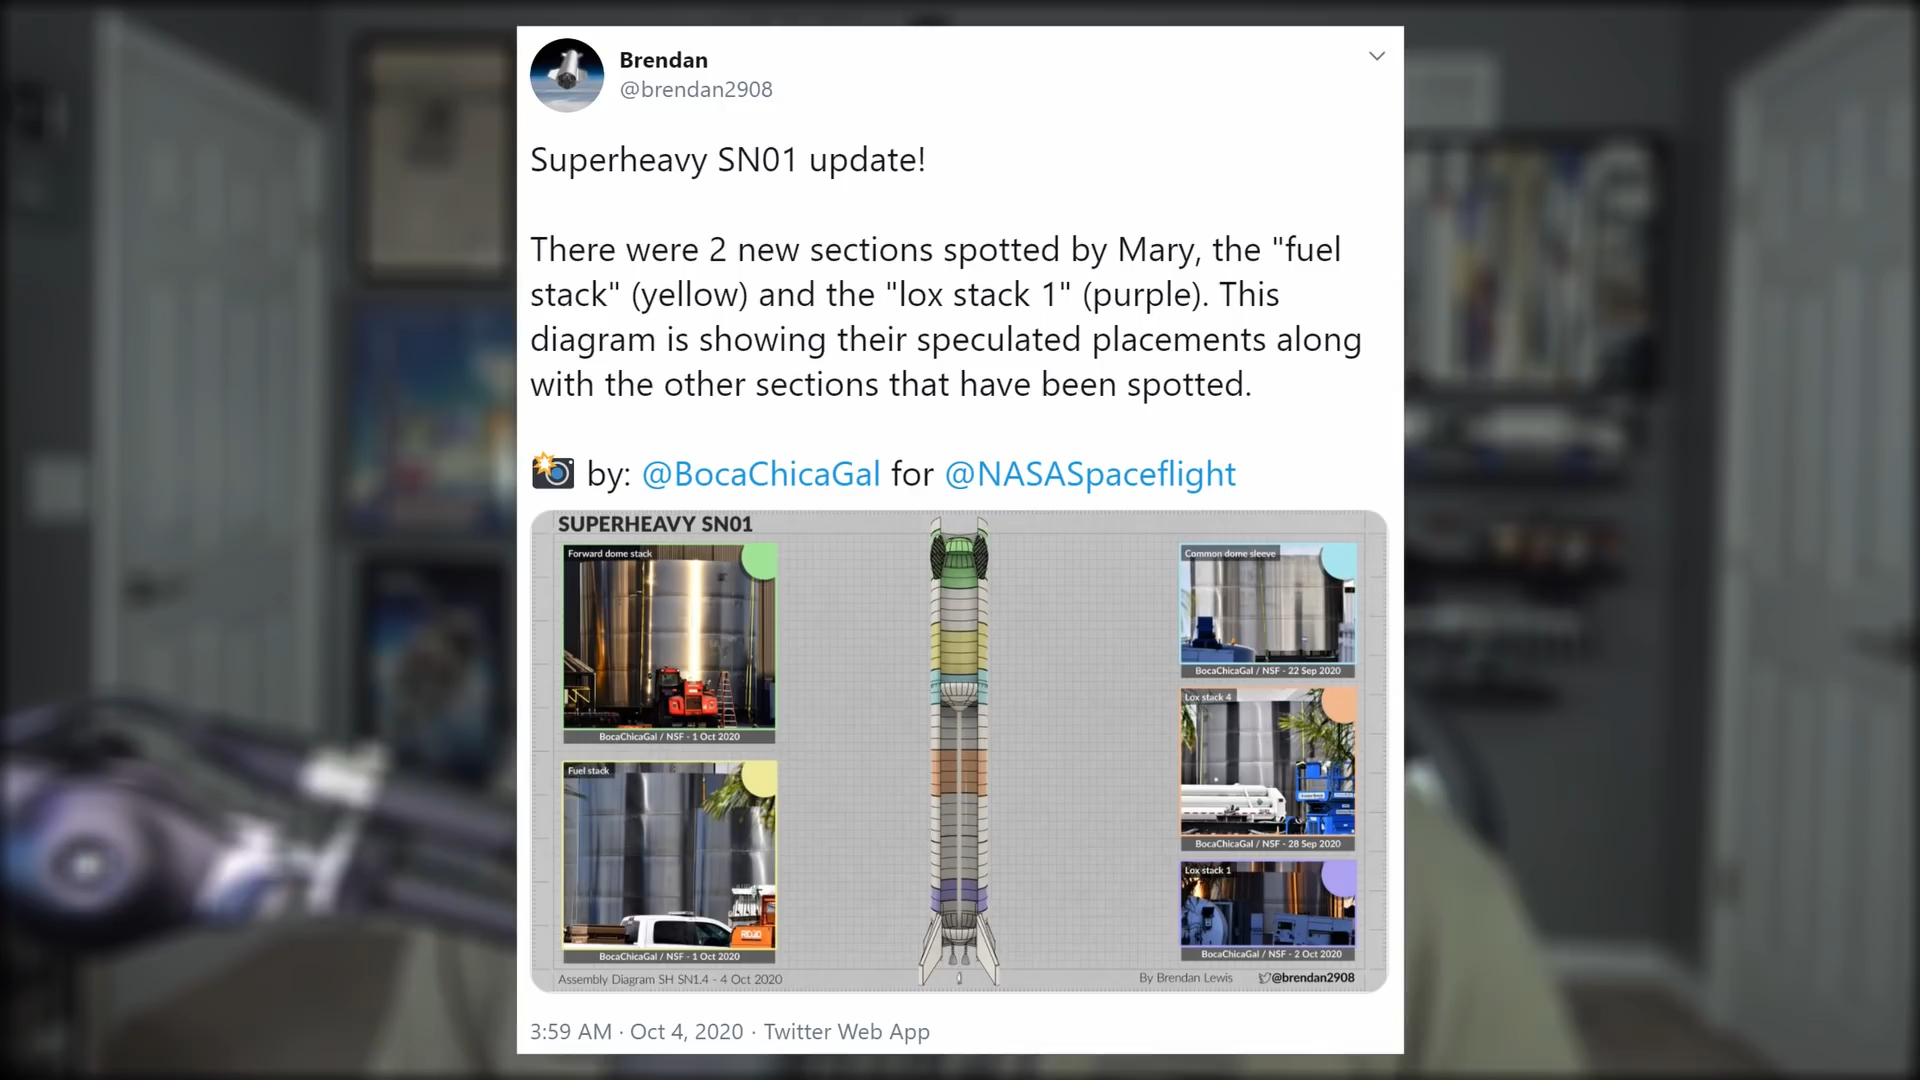 Brendan
@brendan2908
Superheavy SN01 update!
There were 2 new sections spotted by Mary, the "fuel
stack" (yellow) and the "lox stack 1" (purple). This
diagram is showing their speculated placements along
with the other sections that have been spotted.
by: @BocaChicaGal for @NASASpaceflight
SUPERHEAVY SN01
Forward dome stack
BocaChicaGal / NSF - 1 Oct 2020
Fuel stack
RIDGID
BocaChicaGal / NSF - 1 Oct 2020
Common dome sleeve
BocaChicaGal / NSF - 22 Sep 2020
Lox stack 4
BocaChicaGal / NSF - 28 Sep 2020
Lox stack 1
BocaChicaGal / NSF - 2 Oct 2020
Assembly Diagram SH SN1.4 - 4 Oct 2020
By Brendan Lewis
@brendan2908
3:59 AM · Oct 4, 2020 · Twitter Web App